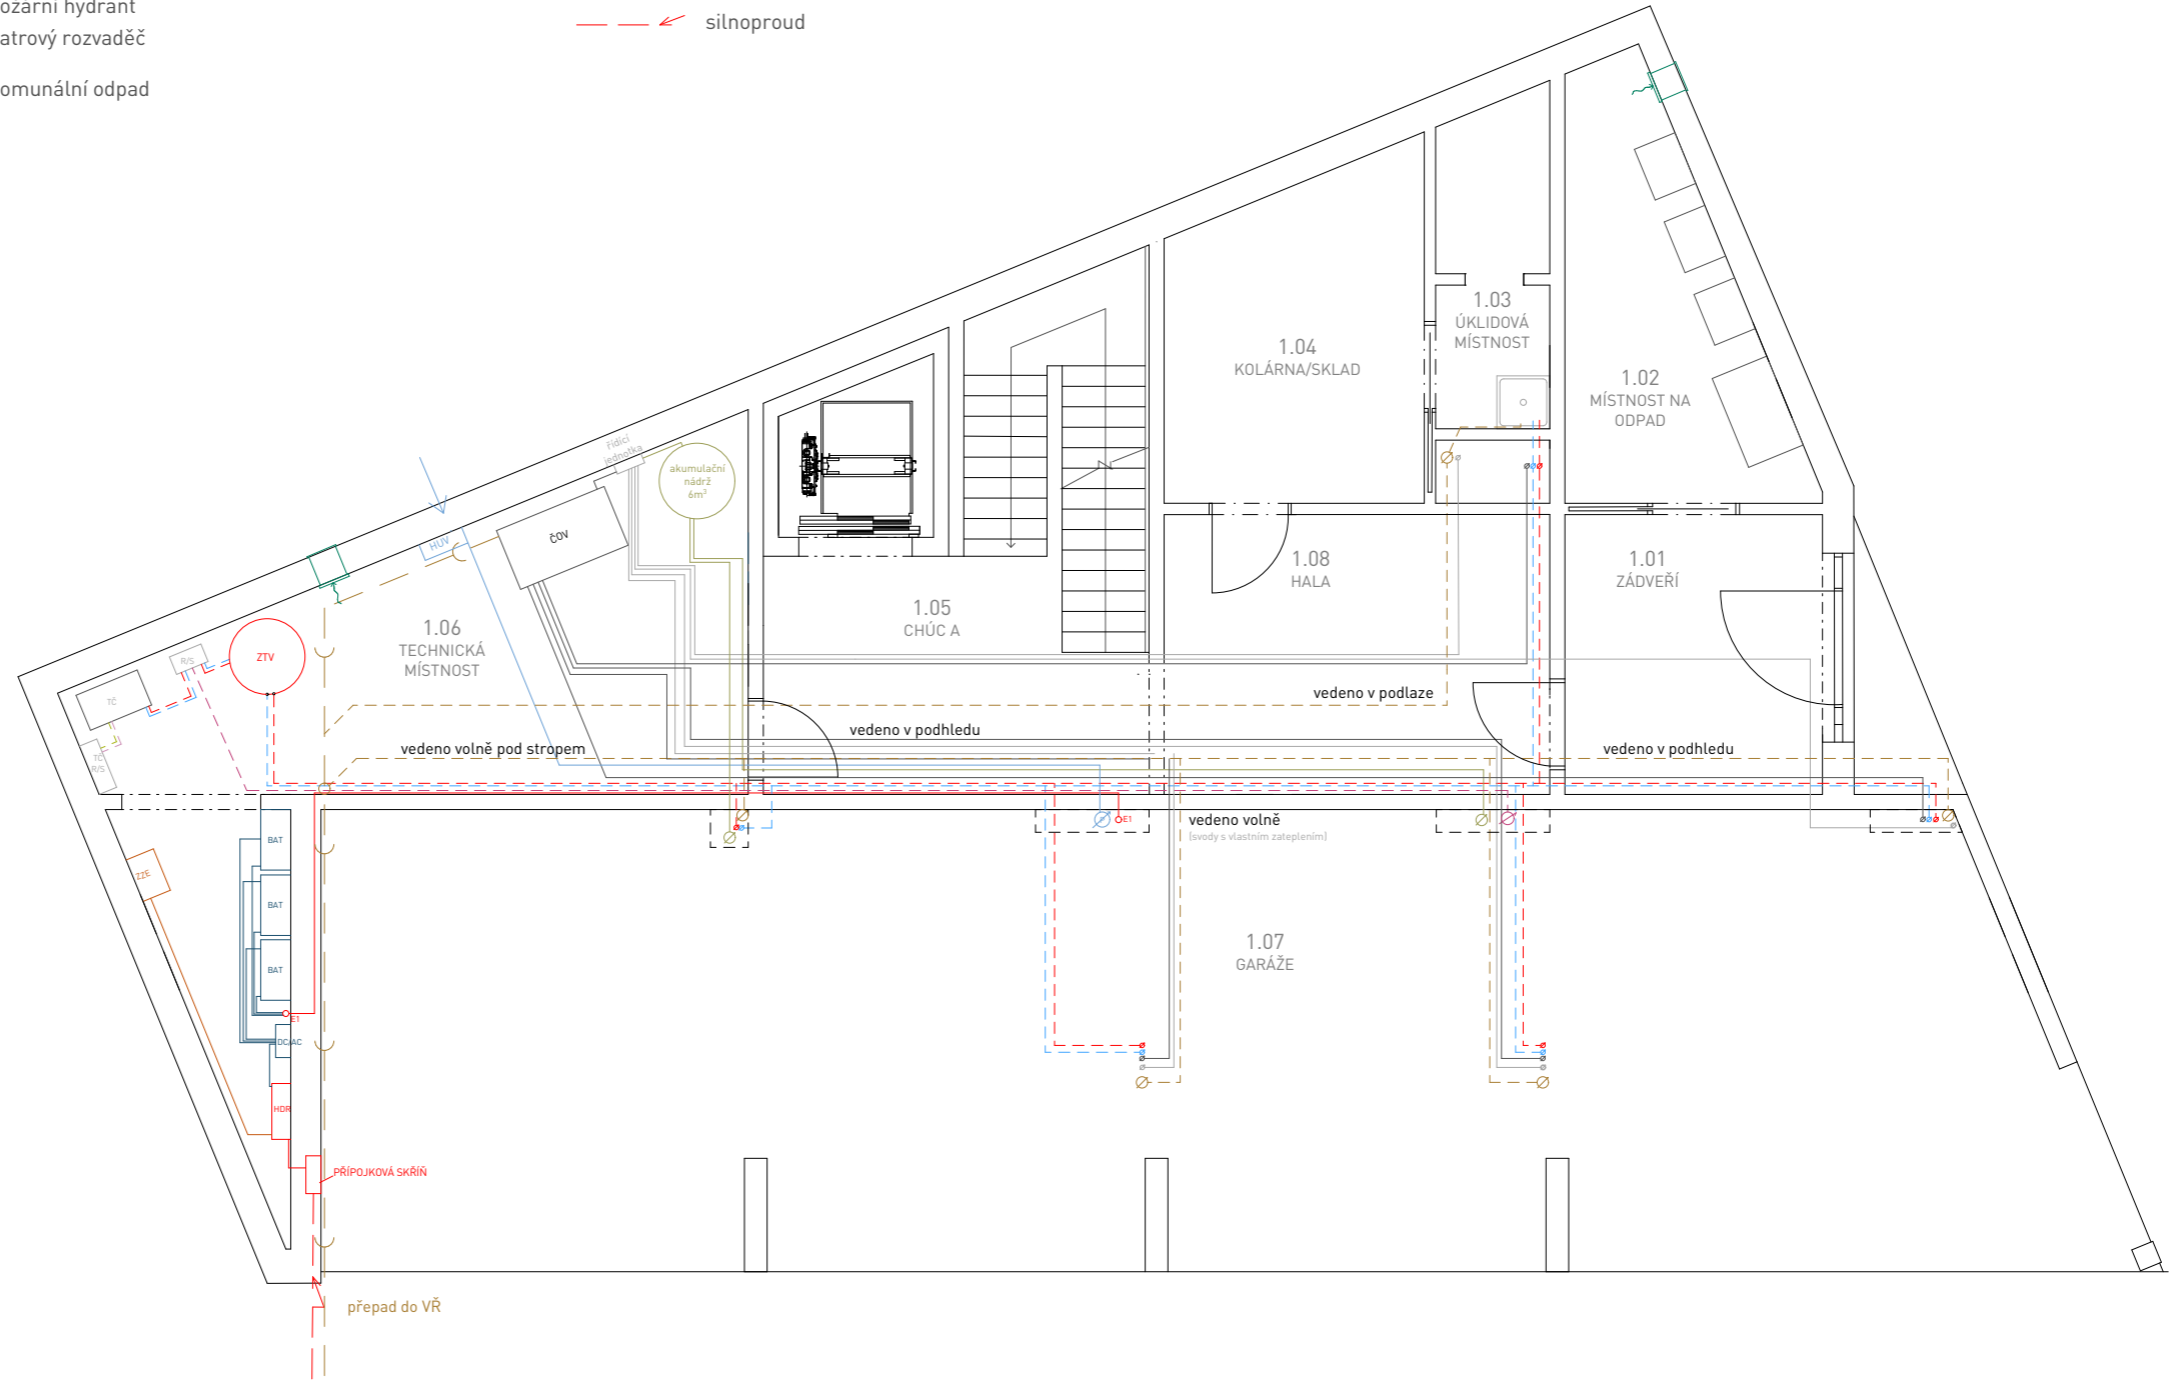 ožární hydrant
silnoproud
atrový rozvaděč
omunální odpad
1.03
ÚKLIDOVÁ
MÍSTNOST
1.04
KOLÁRNA/SKLAD
1.02
MÍSTNOST NA
ODPAD
řídicí
jednotka
akumulační
nádrž
6m³
HUV
ČOV
1.08
HALA
1.01
ZÁDVEŘÍ
1.05
CHÚC A
1.06
TECHNICKÁ
MÍSTNOST
R/S
ZTV
TČ
TČ
R/S
vedeno v podlaze
vedeno v podhledu
vedeno volně pod stropem
vedeno v podhledu
E1
vedeno volně
(svody s vlastním zateplením)
BAT
ZZE
BAT
BAT
1.07
GARÁŽE
E1
DC/AC
HDR
PŘÍPOJKOVÁ SKŘÍŇ
přepad do VŘ